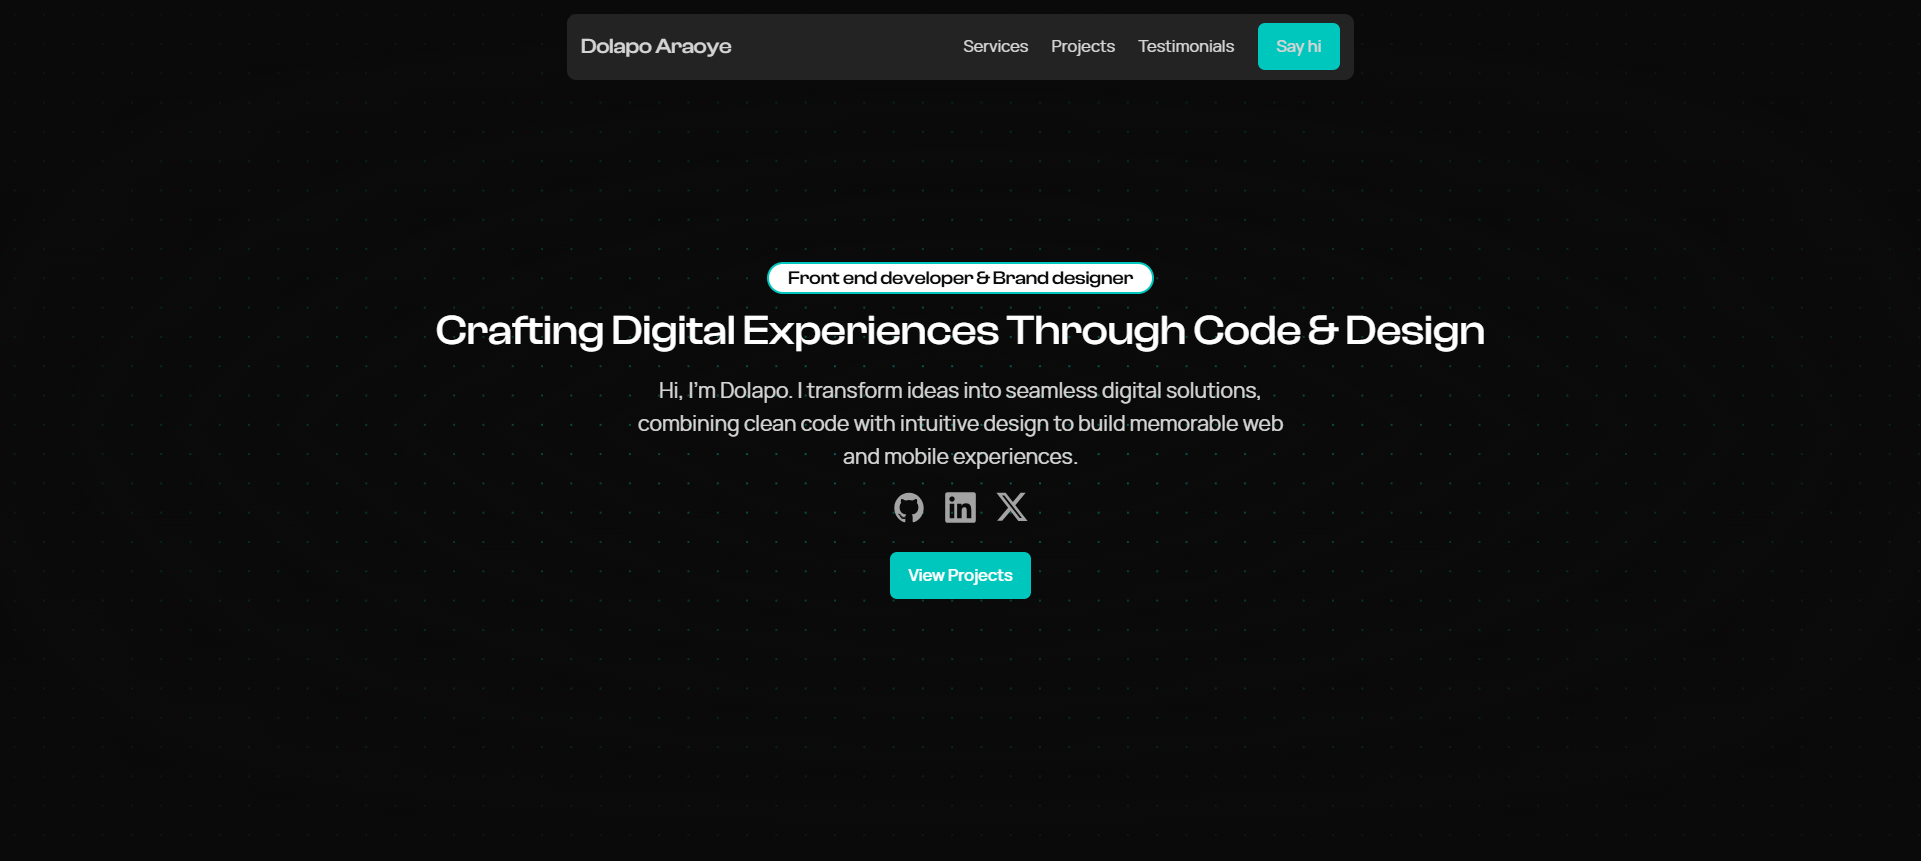 Dolapo Araoye
Services
Projects
Testimonials
Say hi
Front end developer & Brand designer
Crafting Digital Experiences Through Code & Design
Hi, I’m Dolapo. I transform ideas into seamless digital solutions,
combining clean code with intuitive design to build memorable web
and mobile experiences.
View Projects